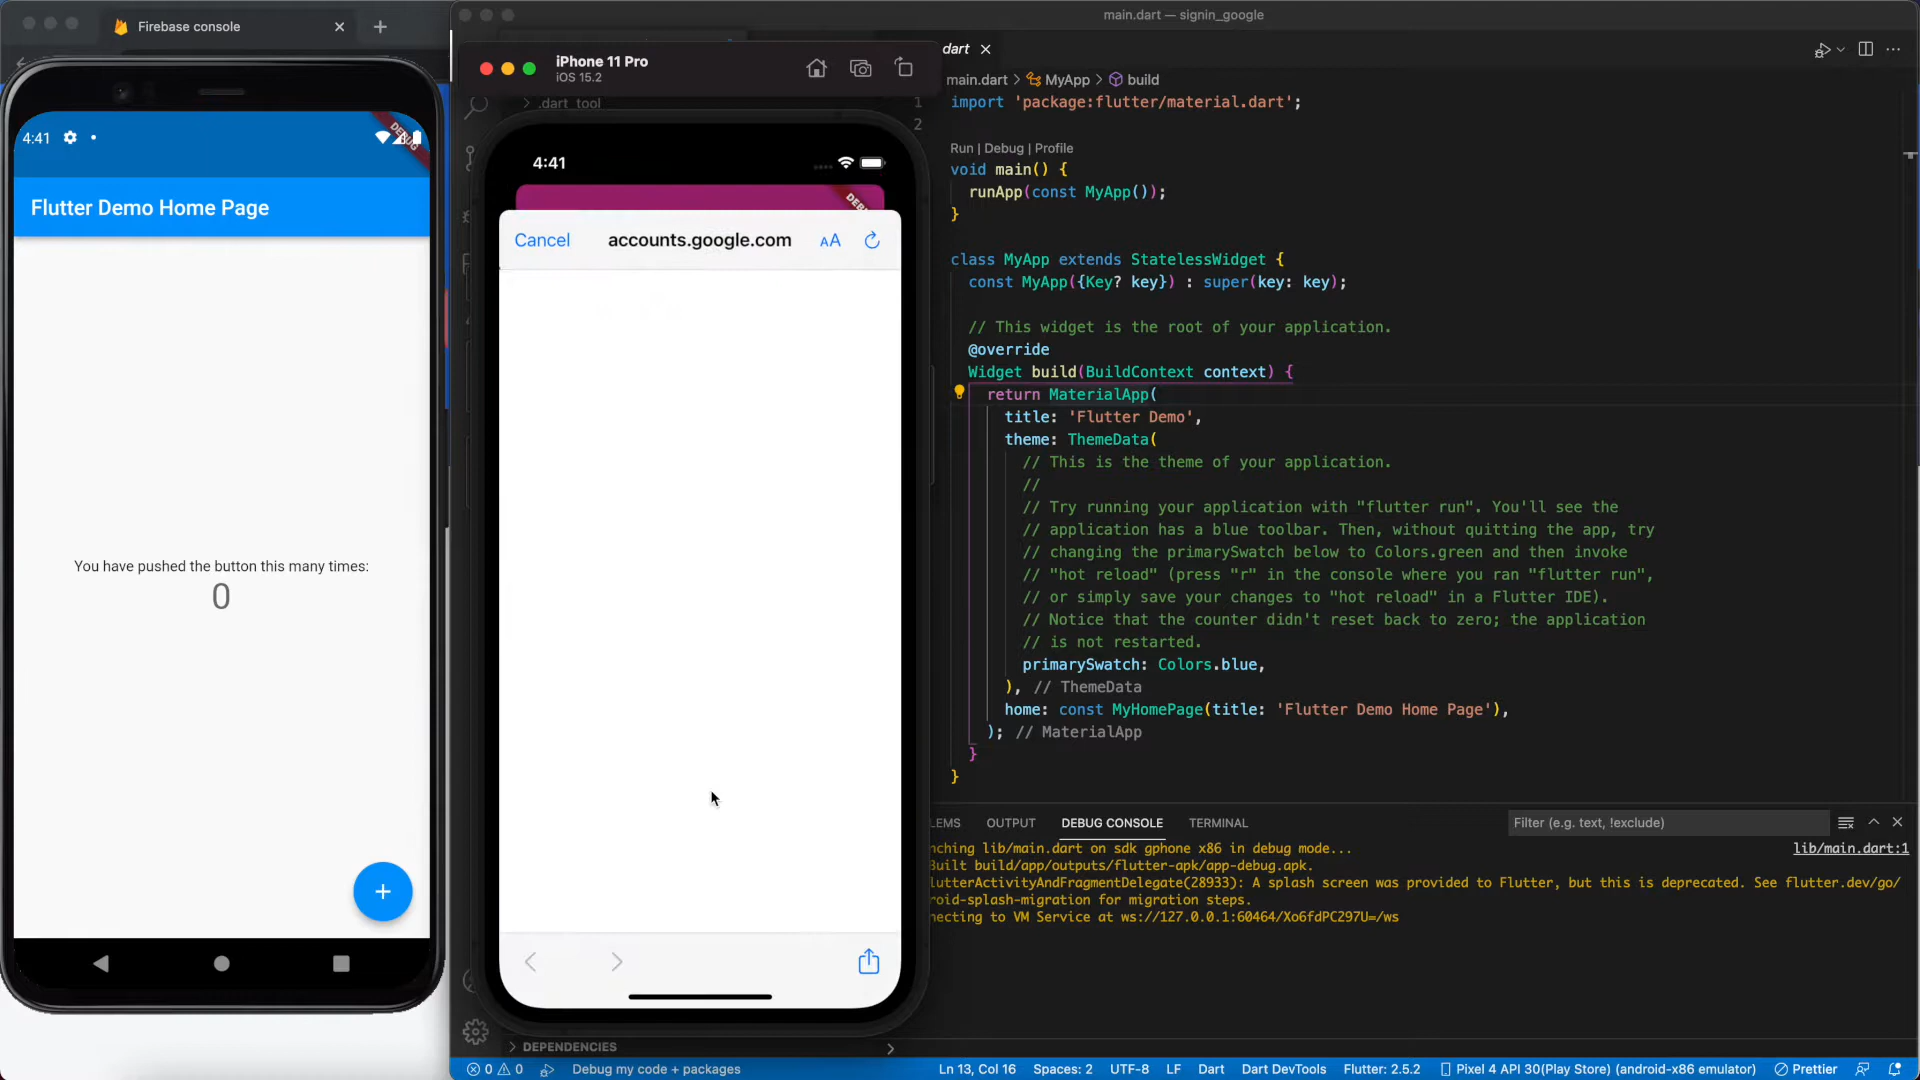 Firebase console
main.dart — signin_google
iPhone 11 Pro
iOS 15.2
.dart_tool
dart
main.dart > MyApp > build
4:41
DEBUG
Flutter Demo Home Page
You have pushed the button this many times:
0
+
4:41
Cancel
accounts.google.com
AA
1
import 'package:flutter/material.dart';
2
Run | Debug | Profile
void main() {
runApp(const MyApp());
}
class MyApp extends StatelessWidget {
const MyApp({Key? key}) : super(key: key);
// This widget is the root of your application.
@override
Widget build(BuildContext context) {
return MaterialApp(
title: 'Flutter Demo',
theme: ThemeData(
// This is the theme of your application.
//
// Try running your application with "flutter run". You'll see the
// application has a blue toolbar. Then, without quitting the app, try
// changing the primarySwatch below to Colors.green and then invoke
// "hot reload" (press "r" in the console where you ran "flutter run",
// or simply save your changes to "hot reload" in a Flutter IDE).
// Notice that the counter didn't reset back to zero; the application
// is not restarted.
primarySwatch: Colors.blue,
), // ThemeData
home: const MyHomePage(title: 'Flutter Demo Home Page'),
); // MaterialApp
}
}
LEMS OUTPUT DEBUG CONSOLE TERMINAL
Filter (e.g. text, !exclude)
nching lib/main.dart on sdk gphone x86 in debug mode...
lib/main.dart:1
Built build/app/outputs/flutter-apk/app-debug.apk.
lutterActivityAndFragmentDelegate(28933): A splash screen was provided to Flutter, but this is deprecated. See flutter.dev/go/
roid-splash-migration for migration steps.
necting to VM Service at ws://127.0.0.1:60464/Xo6fdPC297U=/ws
DEPENDENCIES
0 0 Debug my code + packages
Ln 13, Col 16 Spaces: 2 UTF-8 LF Dart Dart DevTools Flutter: 2.5.2 Pixel 4 API 30(Play Store) (android-x86 emulator) Prettier